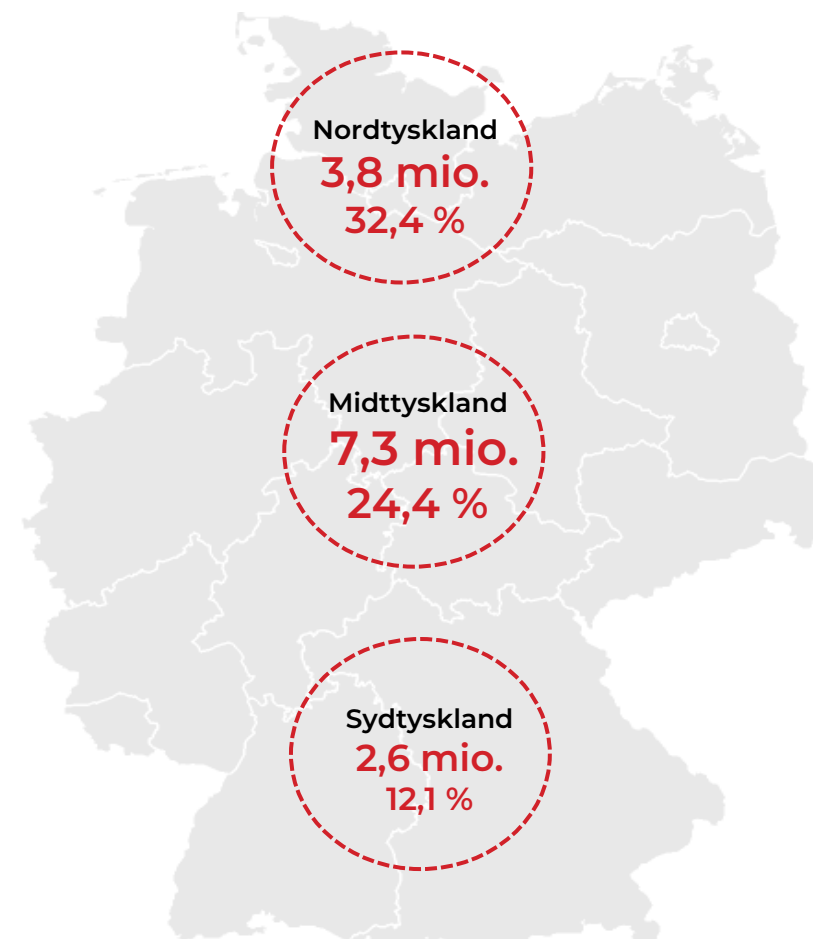 Nordtyskland
3,8 mio.
32,4 %
Midttyskland
7,3 mio.
24,4 %
Sydtyskland
2,6 mio.
12,1 %